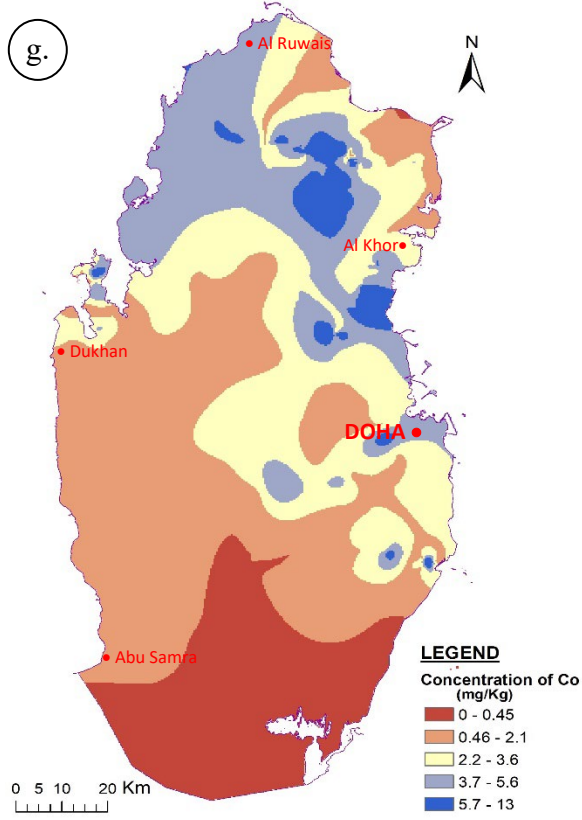 g.
Al Ruwais
N
Al Khor
Dukhan
DOHA
Abu Samra
LEGEND
Concentration of Co
(mg/Kg)
0 - 0.45
0.46 - 2.1
2.2 - 3.6
3.7 - 5.6
5.7 - 13
0 5 10 20 Km